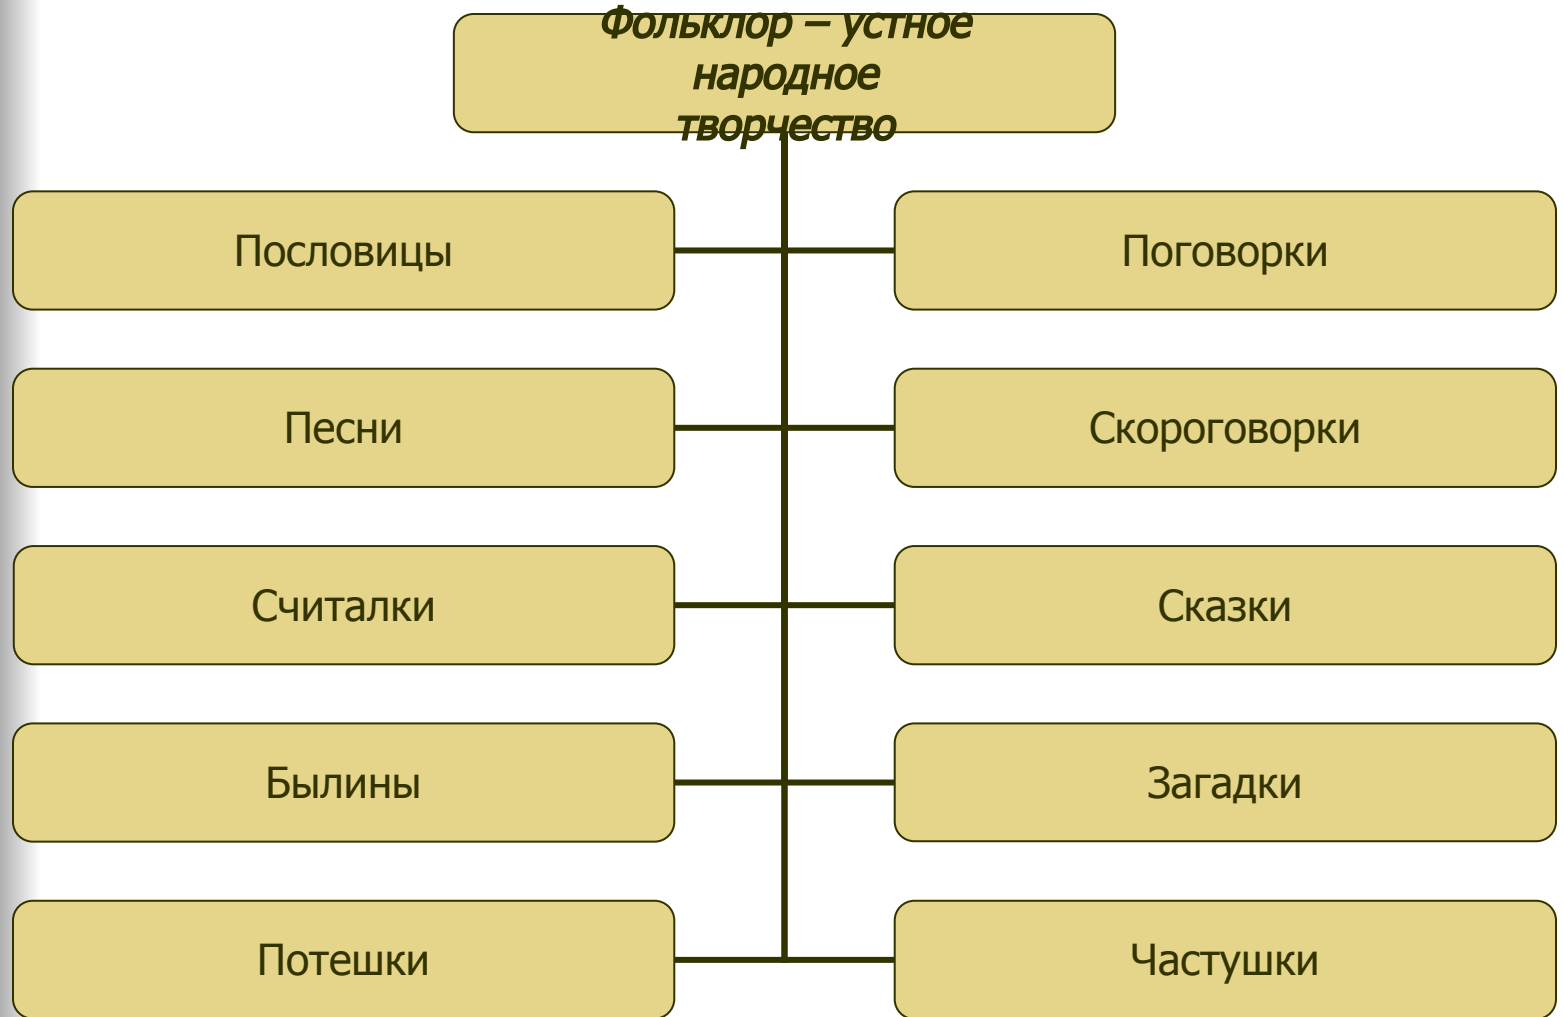 Фольклор – устное
народное
творчество
Пословицы
Поговорки
Песни
Скороговорки
Считалки
Сказки
Былины
Загадки
Потешки
Частушки